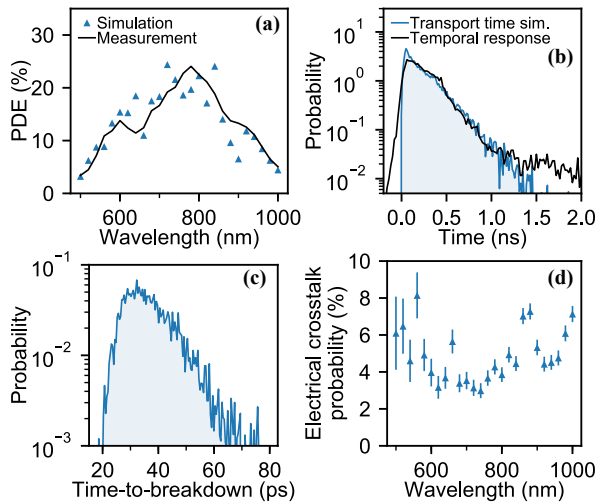 Simulation
Measurement
(a)
PDE (%)
30
20
10
0
600
800
1000
Wavelength (nm)
Transport time sim.
Temporal response
(b)
Probability
10^1
10^0
10^-1
10^-2
0.0
0.5
1.0
1.5
2.0
Time (ns)
(c)
Probability
10^-1
10^-2
10^-3
20
40
60
80
Time-to-breakdown (ps)
(d)
Electrical crosstalk
probability (%)
10
8
6
4
2
0
600
800
1000
Wavelength (nm)